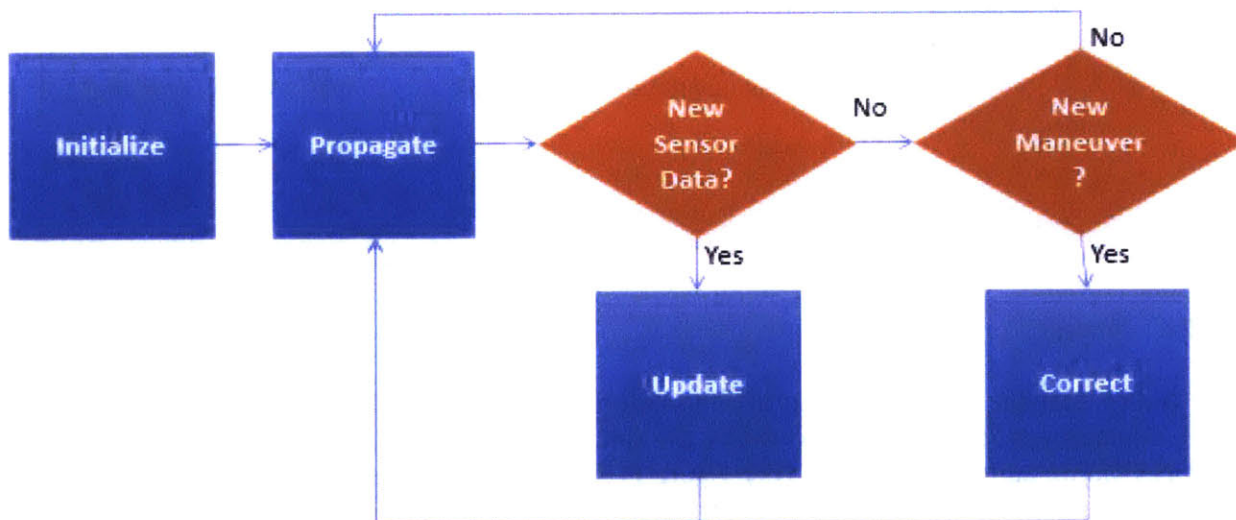 No
Initialize
Propagate
New
Sensor
Data?
No
New
Maneuver
?
Yes
Yes
Update
Correct